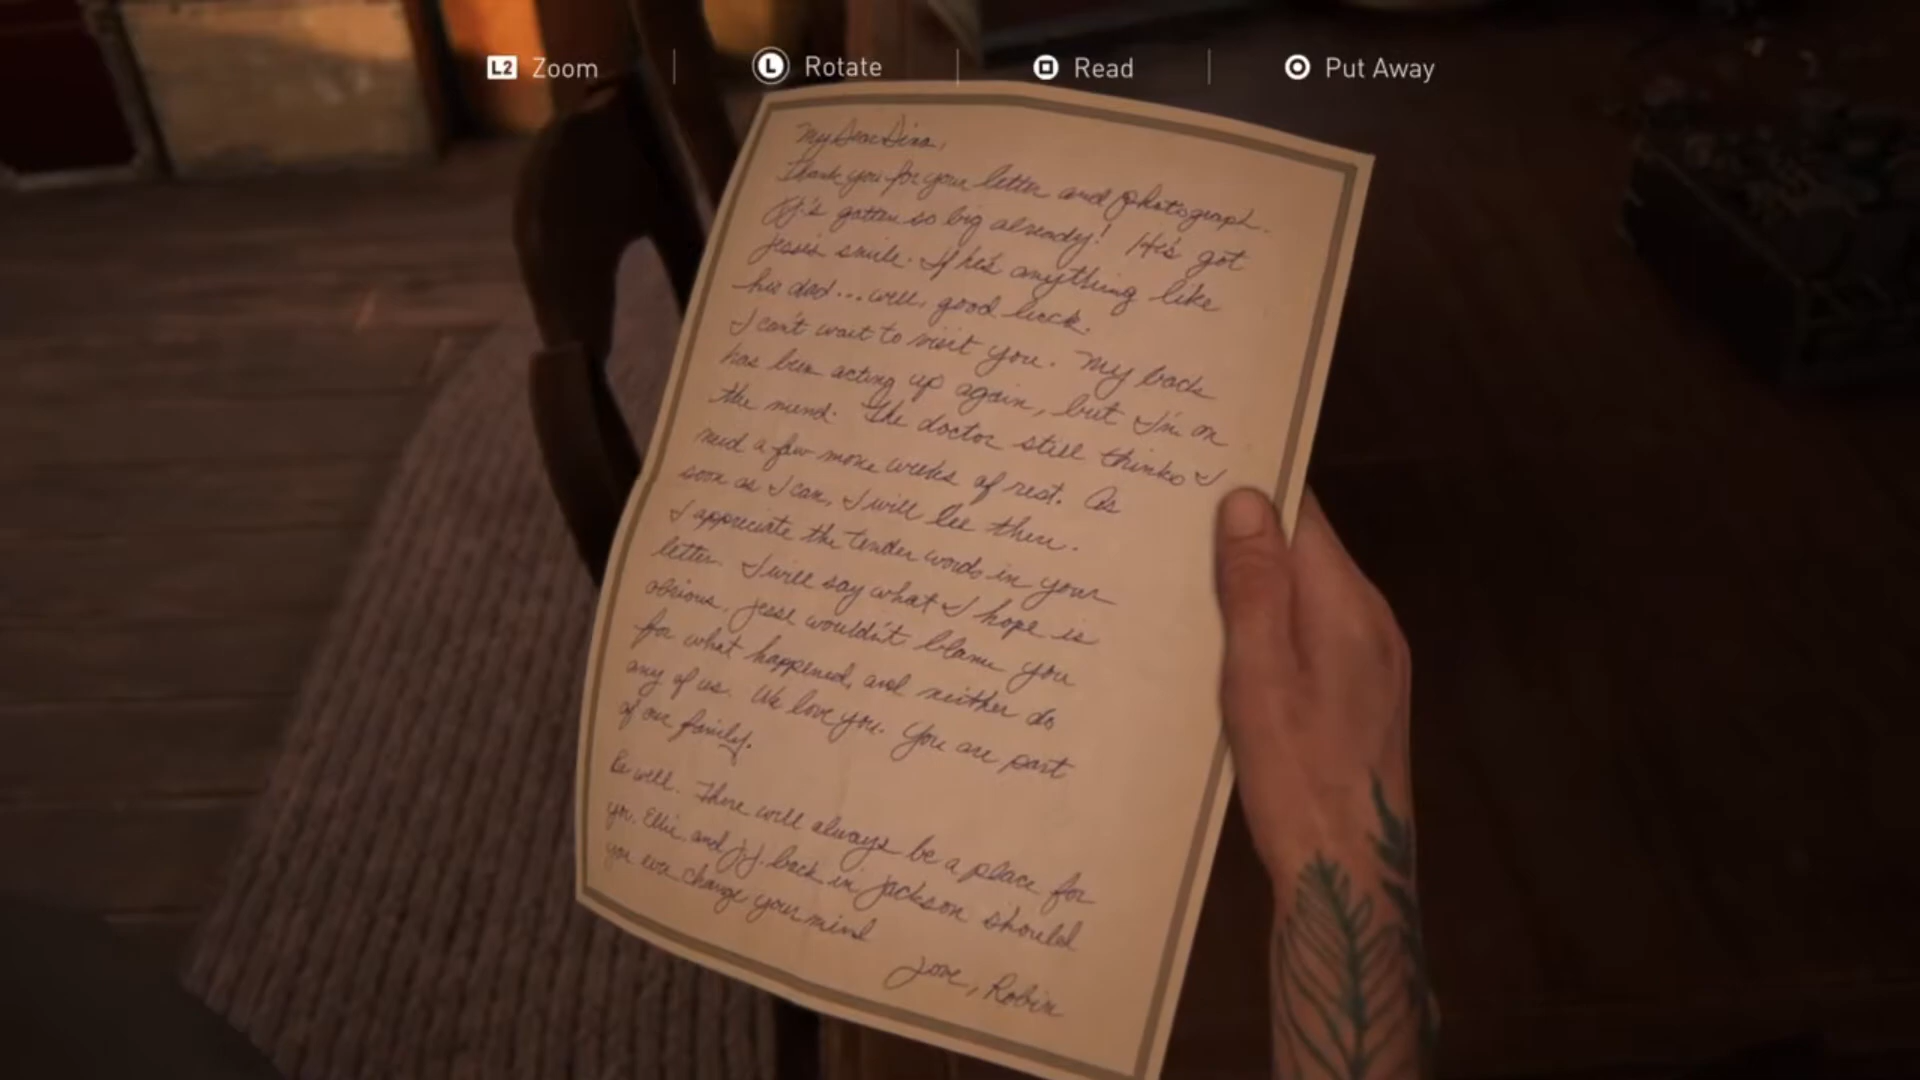 L2 Zoom L Rotate Read Put Away
My Dear Dina,
Thank you for your letter and photograph.
JJ's gotten so big already! He's got
Jesse's smile. If he's anything like
his dad... well, good luck.
I can't wait to visit you. My back
has been acting up again, but I'm on
the mend. The doctor still thinks I
need a few more weeks of rest. As
soon as I can, I will be there.
I appreciate the tender words in your
letter. I will say what I hope is
obvious, Jesse wouldn't blame you
for what happened, and neither do
any of us. We love you. You are part
of our family.
Be well. There will always be a place for
you, Ellie, and JJ. back in Jackson should
you ever change your mind
Love, Robin